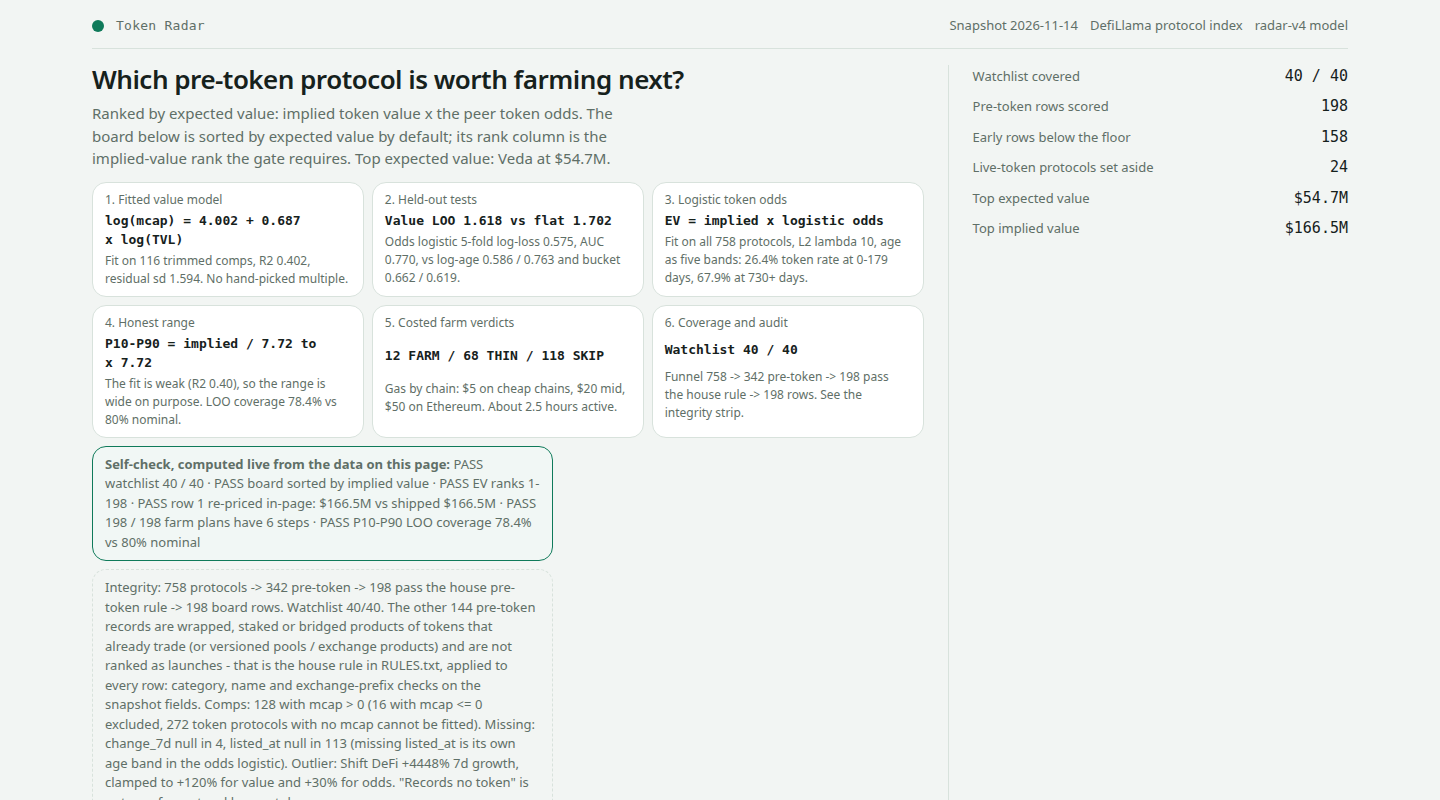 Token Radar
Snapshot 2026-11-14 DefiLlama protocol index radar-v4 model
Which pre-token protocol is worth farming next?
Ranked by expected value: implied token value x the peer token odds. The
board below is sorted by expected value by default; its rank column is the
implied-value rank the gate requires. Top expected value: Veda at $54.7M.
1. Fitted value model
log(mcap) = 4.002 + 0.687
x log(TVL)
Fit on 116 trimmed comps, R2 0.402,
residual sd 1.594. No hand-picked multiple.
2. Held-out tests
Value LOO 1.618 vs flat 1.702
Odds logistic 5-fold log-loss 0.575, AUC
0.770, vs log-age 0.586 / 0.763 and bucket
0.662 / 0.619.
3. Logistic token odds
EV = implied x logistic odds
Fit on all 758 protocols, L2 lambda 10, age
as five bands: 26.4% token rate at 0-179
days, 67.9% at 730+ days.
4. Honest range
P10-P90 = implied / 7.72 to
x 7.72
The fit is weak (R2 0.40), so the range is
wide on purpose. LOO coverage 78.4% vs
80% nominal.
5. Costed farm verdicts
12 FARM / 68 THIN / 118 SKIP
Gas by chain: $5 on cheap chains, $20 mid,
$50 on Ethereum. About 2.5 hours active.
6. Coverage and audit
Watchlist 40 / 40
Funnel 758 -> 342 pre-token -> 198 pass
the house rule -> 198 rows. See the
integrity strip.
Self-check, computed live from the data on this page: PASS
watchlist 40 / 40 · PASS board sorted by implied value · PASS EV ranks 1-
198 · PASS row 1 re-priced in-page: $166.5M vs shipped $166.5M · PASS
198 / 198 farm plans have 6 steps · PASS P10-P90 LOO coverage 78.4%
vs 80% nominal
Integrity: 758 protocols -> 342 pre-token -> 198 pass the house pre-
token rule -> 198 board rows. Watchlist 40/40. The other 144 pre-token
records are wrapped, staked or bridged products of tokens that
already trade (or versioned pools / exchange products) and are not
ranked as launches - that is the house rule in RULES.txt, applied to
every row: category, name and exchange-prefix checks on the
snapshot fields. Comps: 128 with mcap > 0 (16 with mcap <= 0
excluded, 272 token protocols with no mcap cannot be fitted). Missing:
change_7d null in 4, listed_at null in 113 (missing listed_at is its own
age band in the odds logistic). Outlier: Shift DeFi +4448% 7d growth,
clamped to +120% for value and +30% for odds. "Records no token" is
Watchlist covered 40 / 40
Pre-token rows scored 198
Early rows below the floor 158
Live-token protocols set aside 24
Top expected value $54.7M
Top implied value $166.5M